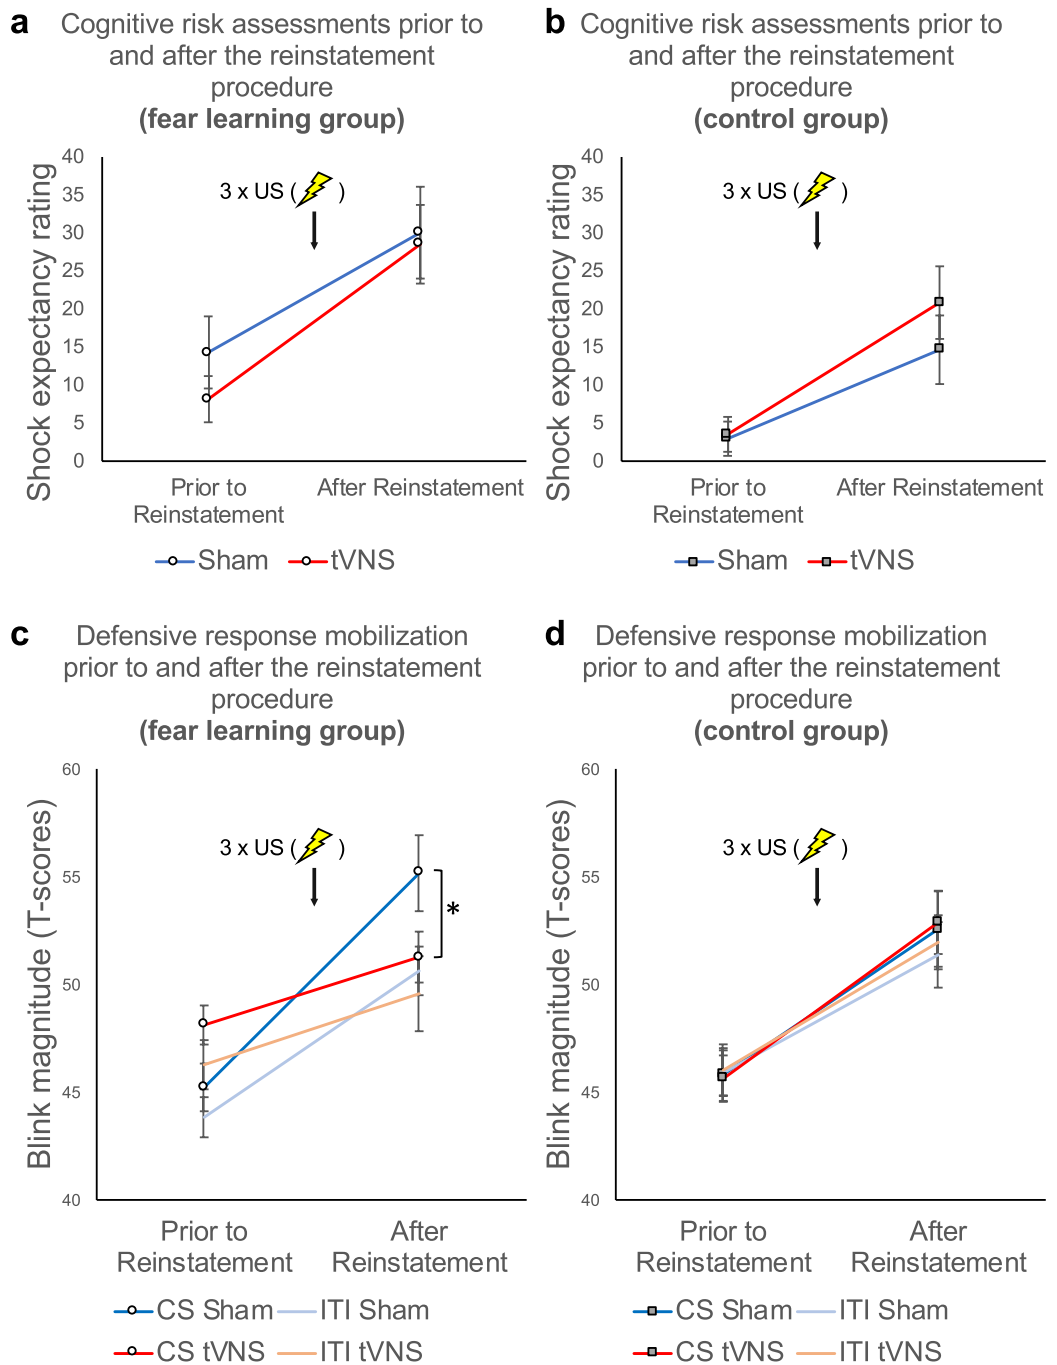 a
Cognitive risk assessments prior to
and after the reinstatement
procedure
(fear learning group)
Shock expectancy rating
40
35
30
25
20
15
10
5
0
3 x US ( )
Prior to
Reinstatement
After Reinstatement
Sham
tVNS
b
Cognitive risk assessments prior to
and after the reinstatement
procedure
(control group)
Shock expectancy rating
40
35
30
25
20
15
10
5
0
3 x US ( )
Prior to
Reinstatement
After Reinstatement
Sham
tVNS
c
Defensive response mobilization
prior to and after the reinstatement
procedure
(fear learning group)
Blink magnitude (T-scores)
60
55
50
45
40
3 x US ( )
*
Prior to
Reinstatement
After
Reinstatement
CS Sham
ITI Sham
CS tVNS
ITI tVNS
d
Defensive response mobilization
prior to and after the reinstatement
procedure
(control group)
Blink magnitude (T-scores)
60
55
50
45
40
3 x US ( )
Prior to
Reinstatement
After
Reinstatement
CS Sham
ITI Sham
CS tVNS
ITI tVNS